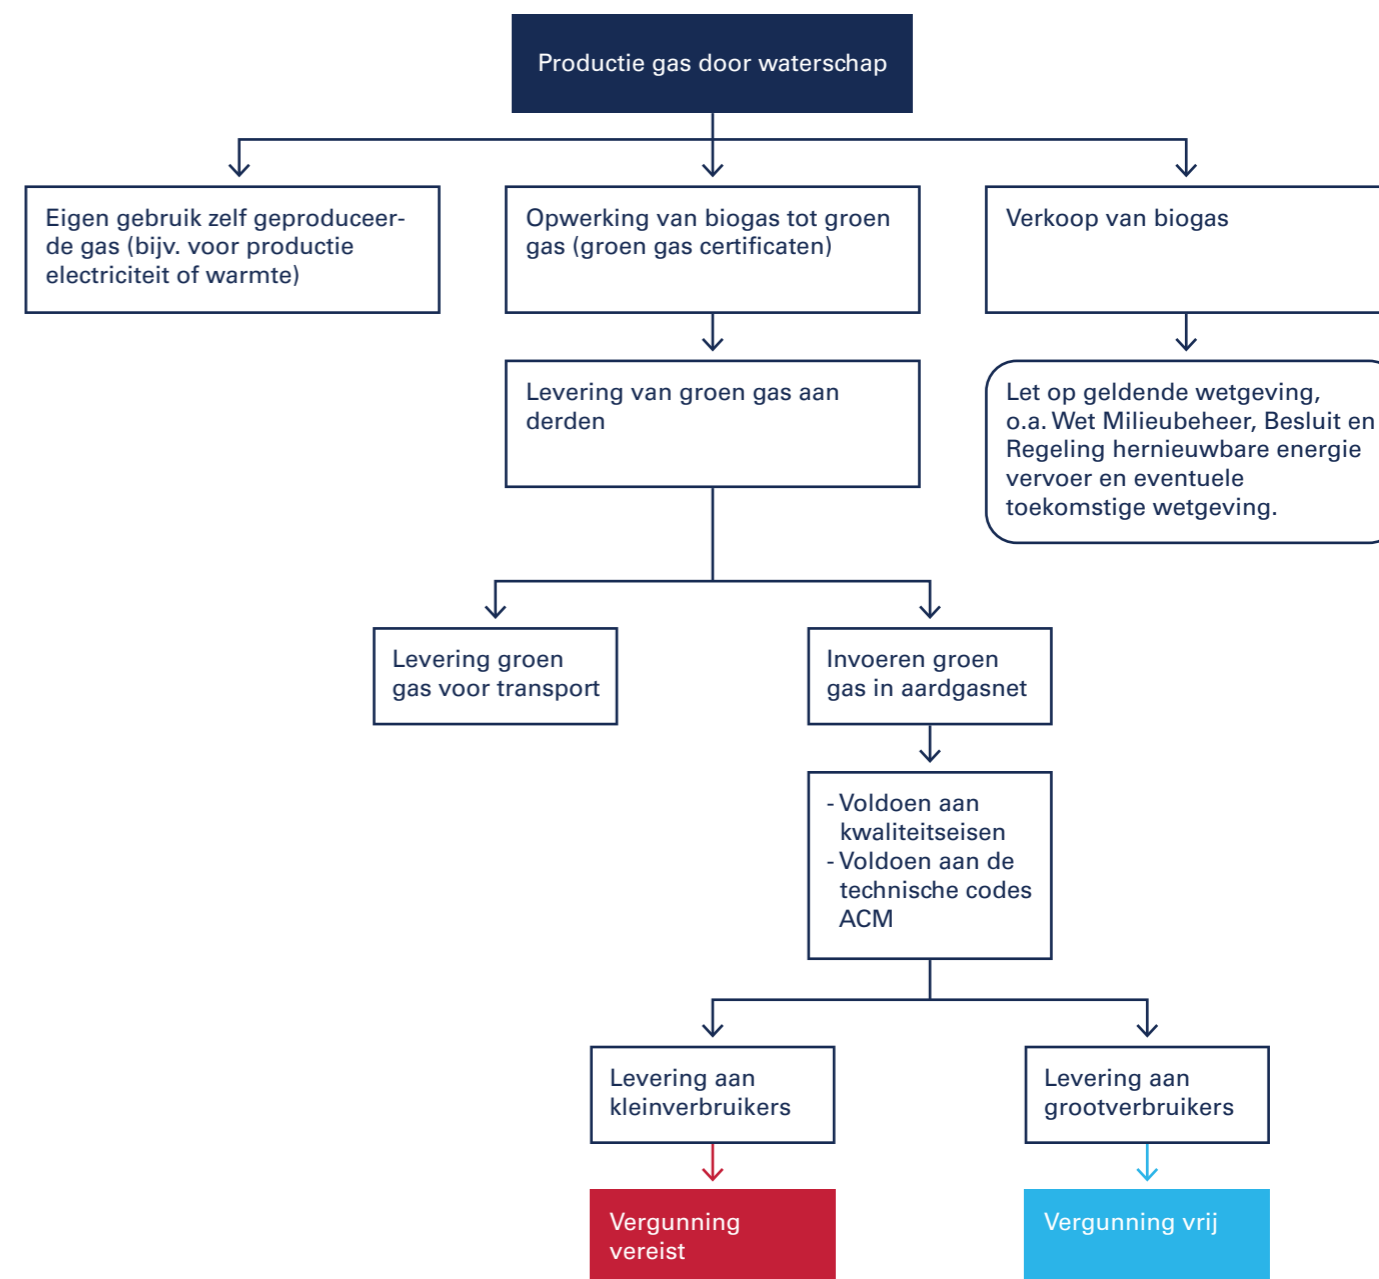 Productie gas door waterschap
Eigen gebruik zelf geproduceer-
de gas (bijv. voor productie
electriciteit of warmte)
Opwerking van biogas tot groen
gas (groen gas certificaten)
Verkoop van biogas
Levering van groen gas aan
derden
Let op geldende wetgeving,
o.a. Wet Milieubeheer, Besluit en
Regeling hernieuwbare energie
vervoer en eventuele
toekomstige wetgeving.
Levering groen
gas voor transport
Invoeren groen
gas in aardgasnet
- Voldoen aan
kwaliteitseisen
- Voldoen aan de
technische codes
ACM
Levering aan
kleinverbruikers
Levering aan
grootverbruikers
Vergunning
vereist
Vergunning vrij